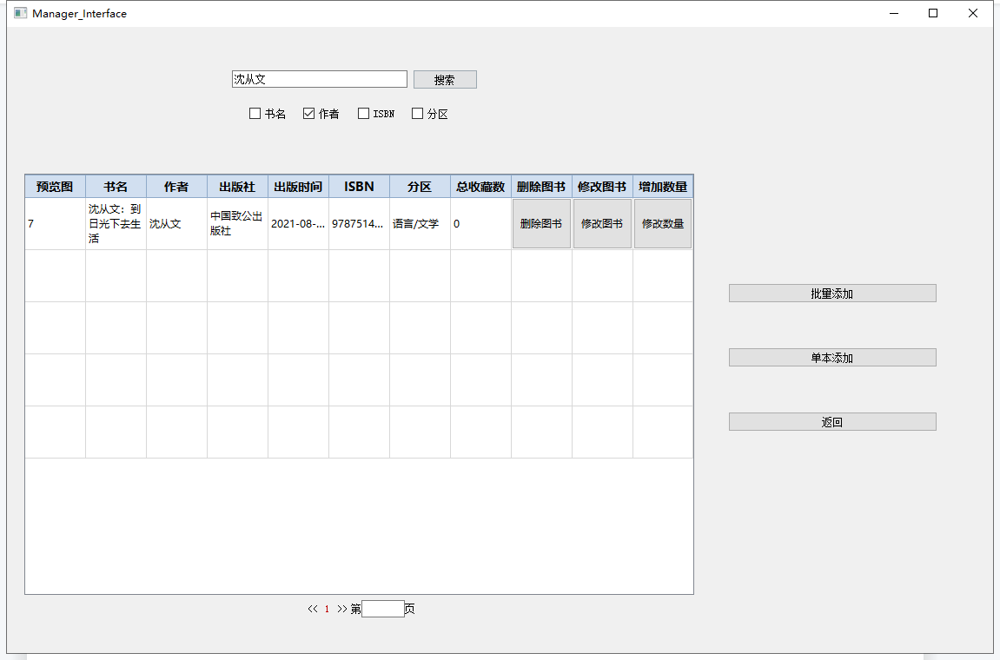 Manager_Interface
沈从文 搜索
书名 作者 ISBN 分区
预览图 书名 作者 出版社 出版时间 ISBN 分区 总收藏数 删除图书 修改图书 增加数量
7 沈从文：到日光下去生活 沈从文 中国致公出版社 2021-08-... 9787514... 语言/文学 0 删除图书 修改图书 修改数量
批量添加
单本添加
返回
<< 1 >> 第 页